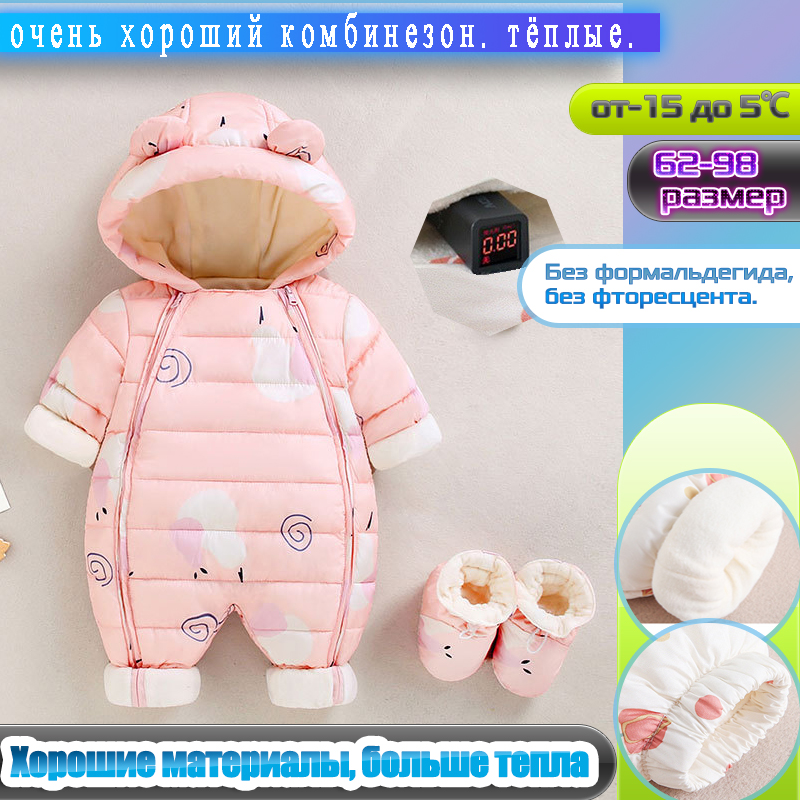 очень хороший комбинезон. тёплые.
от-15 до 5℃
62-98
размер
0.00
Без формальдегида,
без фторесцента.
Хорошие материалы, больше тепла